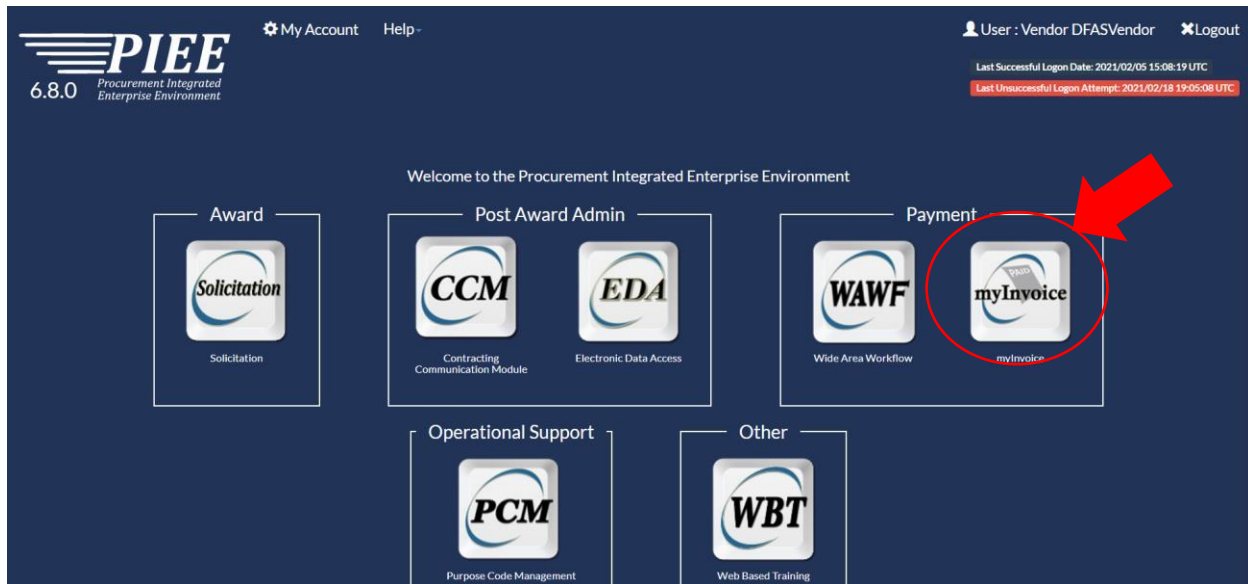 PIEE
6.8.0
Procurement Integrated
Enterprise Environment
My Account Help
User : Vendor DFASVendor Logout
Last Successful Logon Date: 2021/02/05 15:08:19 UTC
Last Unsuccessful Logon Attempt: 2021/02/18 19:05:08 UTC
Welcome to the Procurement Integrated Enterprise Environment
Award
Solicitation
Solicitation
Post Award Admin
CCM
Contracting
Communication Module
EDA
Electronic Data Access
Payment
WAWF
Wide Area Workflow
PAID
myInvoice
myInvoice
Operational Support
PCM
Purpose Code Management
Other
WBT
Web Based Training